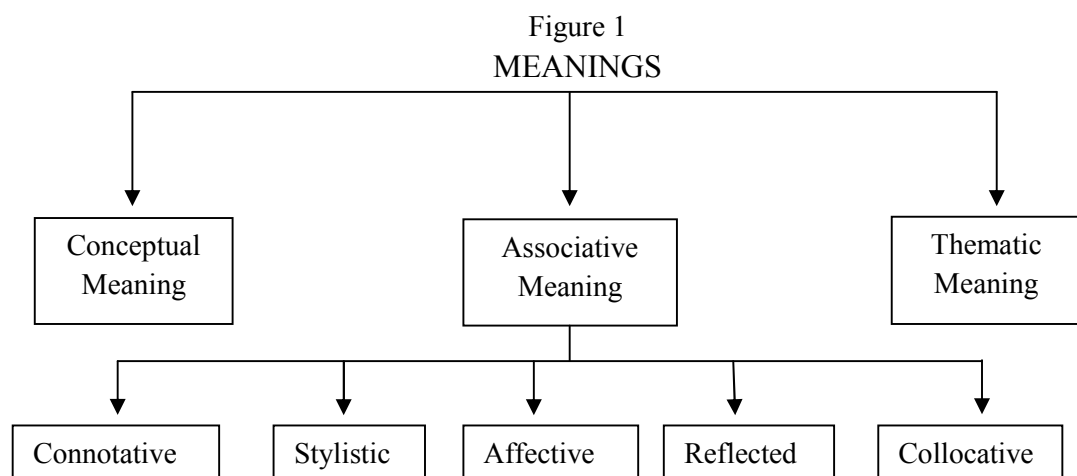 Figure 1
MEANINGS
Conceptual
Meaning
Associative
Meaning
Thematic
Meaning
Connotative
Stylistic
Affective
Reflected
Collocative